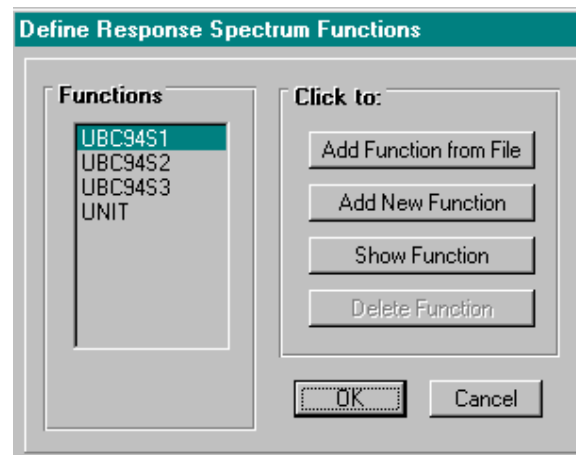 Define Response Spectrum Functions
Functions
UBC94S1
UBC94S2
UBC94S3
UNIT
Click to:
Add Function from File
Add New Function
Show Function
Delete Function
OK
Cancel